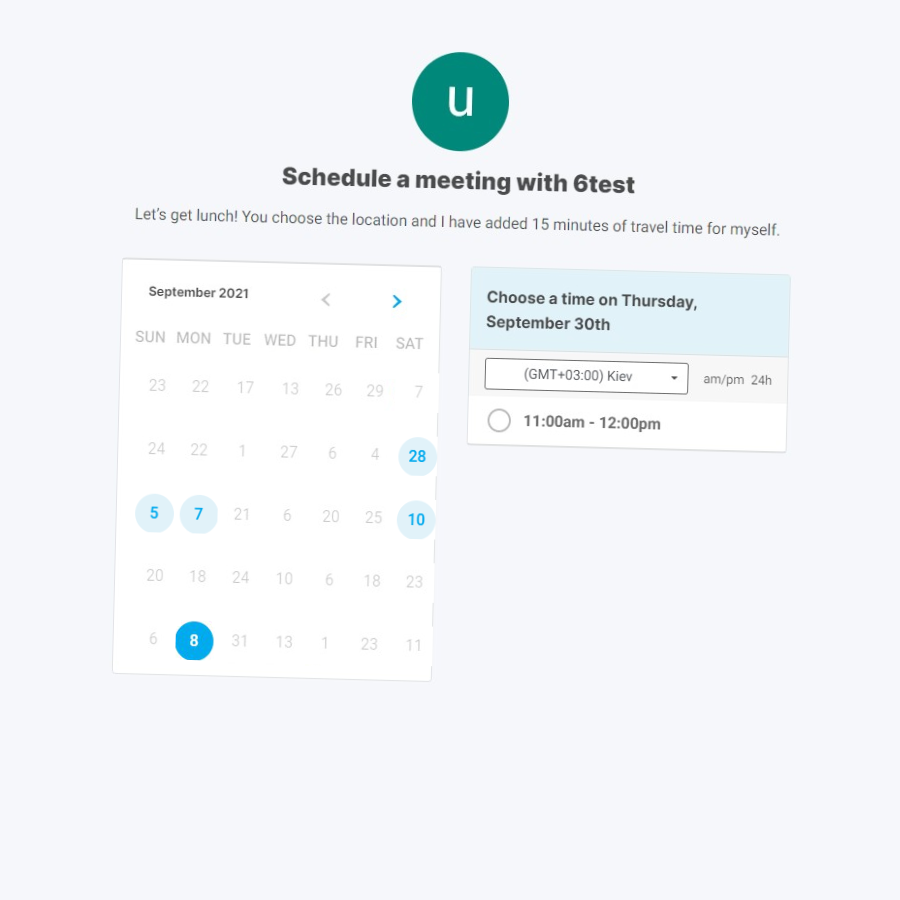 u
Schedule a meeting with 6test
Let's get lunch! You choose the location and I have added 15 minutes of travel time for myself.
September 2021
SUN MON TUE WED THU FRI SAT
23 22 17 13 26 29 7
24 22 1 27 6 4 28
5 7 21 6 20 25 10
20 18 24 10 6 18 23
6 8 31 13 1 23 11
Choose a time on Thursday,
September 30th
(GMT+03:00) Kiev am/pm 24h
11:00am - 12:00pm